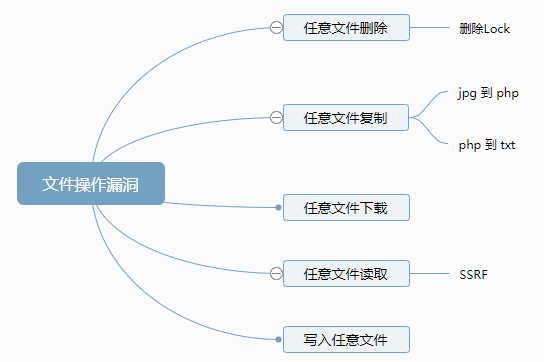 任意文件删除
删除Lock
任意文件复制
jpg 到 php
php 到 txt
文件操作漏洞
任意文件下载
任意文件读取
SSRF
写入任意文件